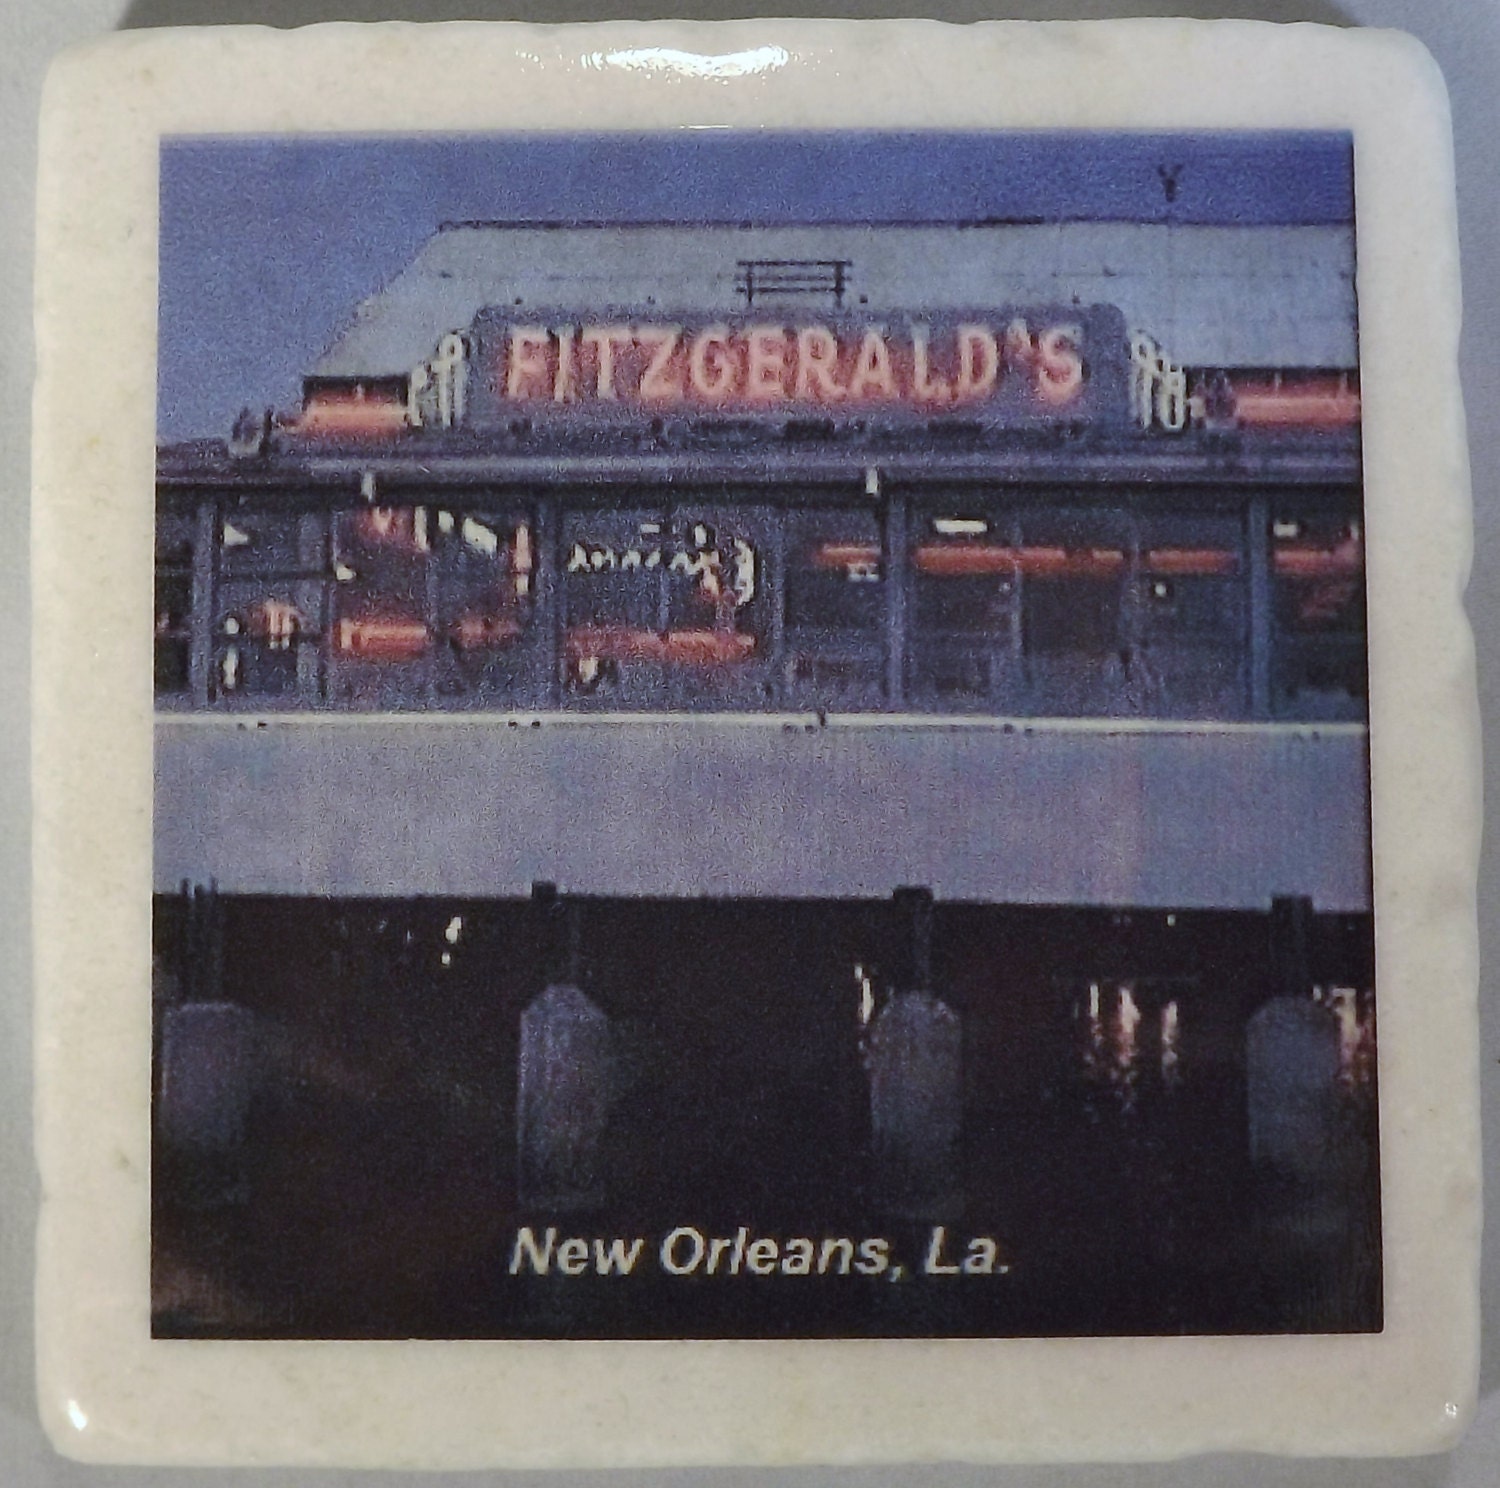 FITZGERALD'S
New Orleans, La.